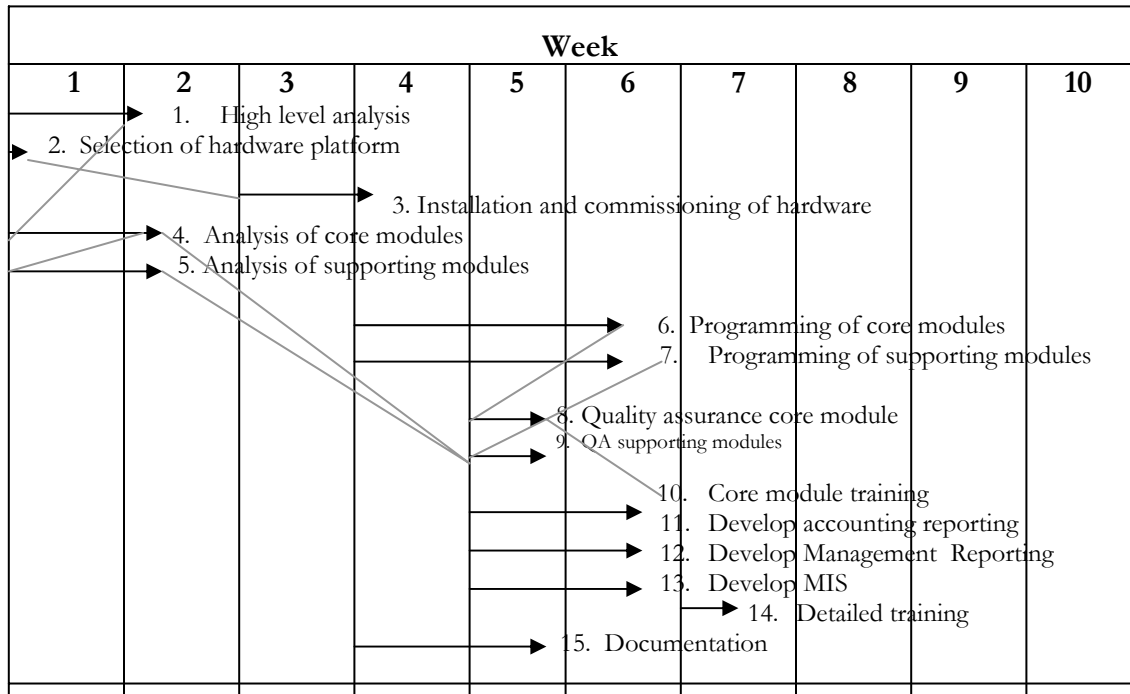 Week
1 2 3 4 5 6 7 8 9 10
1. High level analysis
2. Selection of hardware platform
3. Installation and commissioning of hardware
4. Analysis of core modules
5. Analysis of supporting modules
6. Programming of core modules
7. Programming of supporting modules
8. Quality assurance core module
9. QA supporting modules
10. Core module training
11. Develop accounting reporting
12. Develop Management Reporting
13. Develop MIS
14. Detailed training
15. Documentation